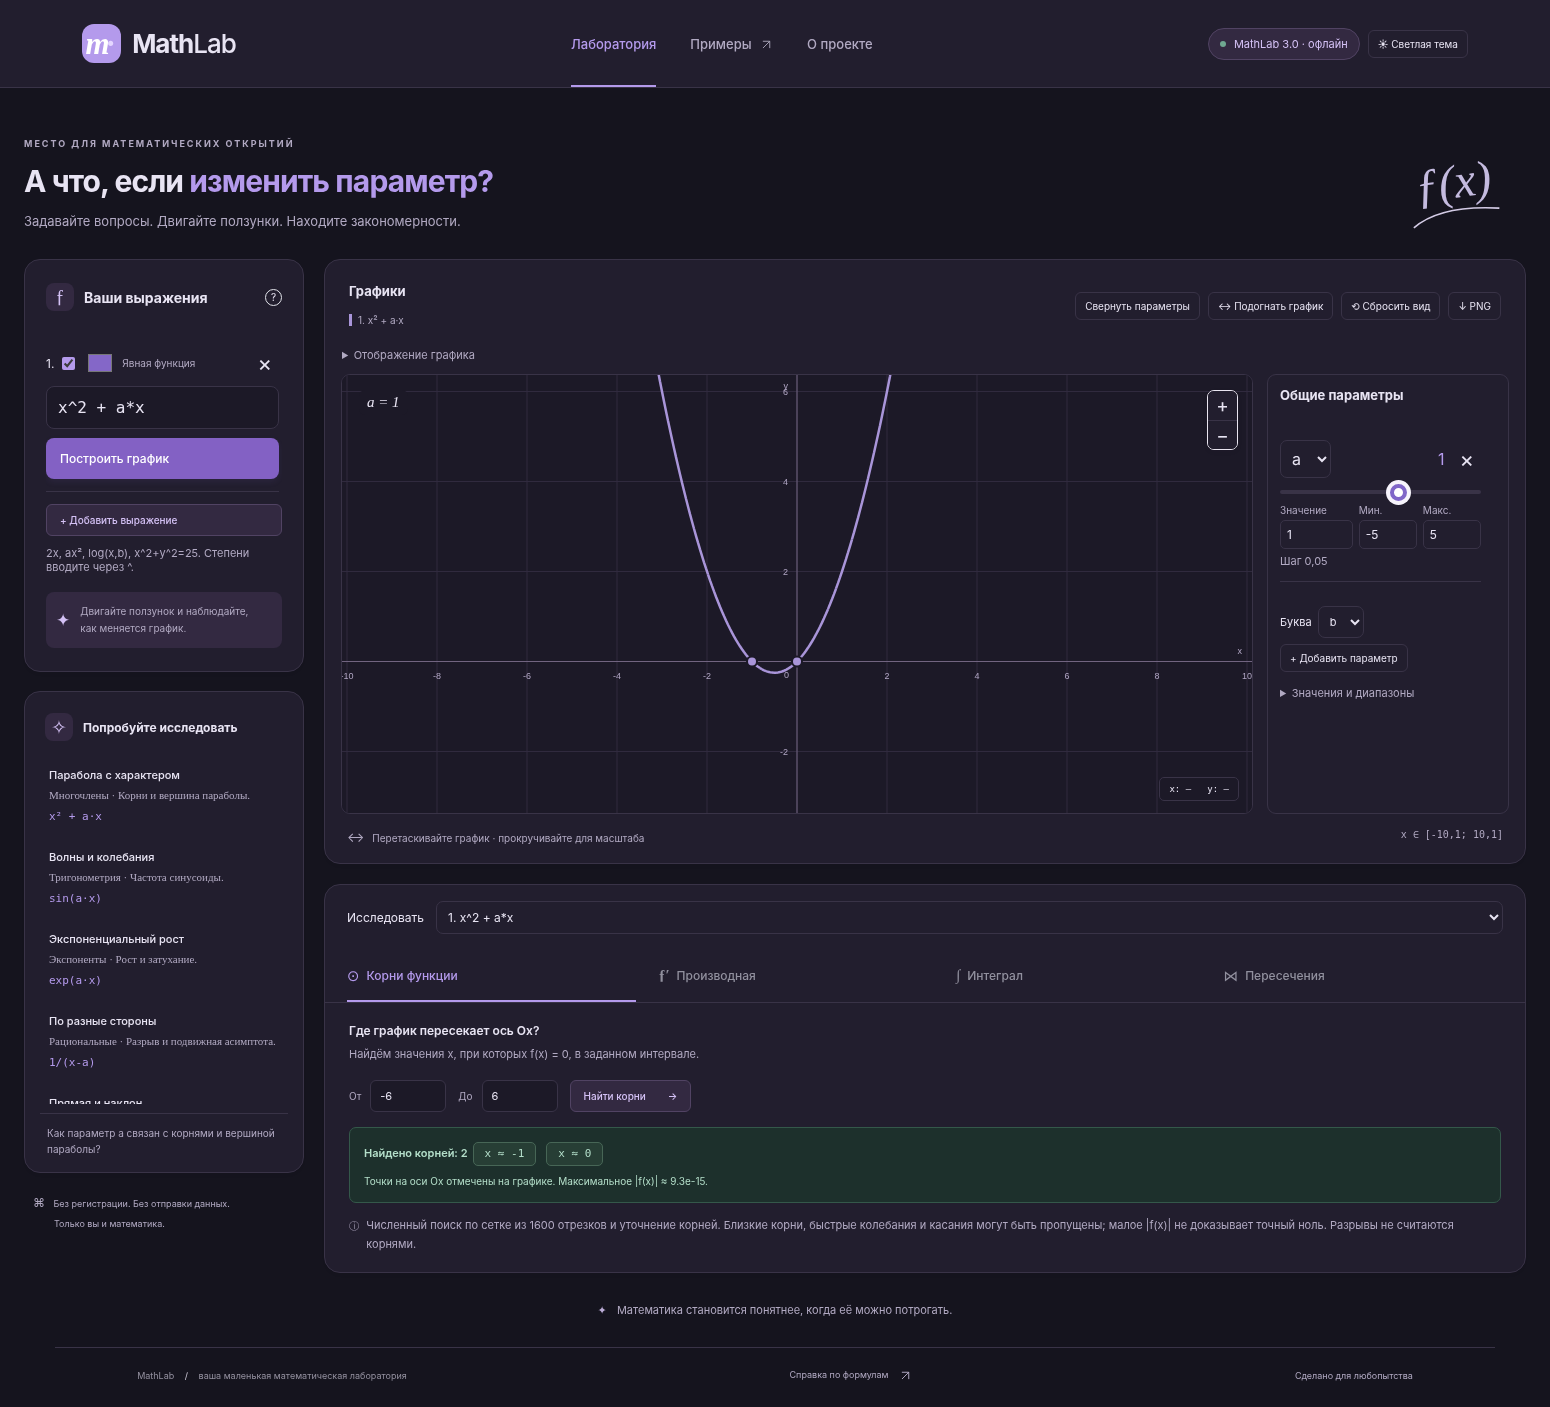 m
MathLab
Лаборатория
Примеры ↗
О проекте
MathLab 3.0 · офлайн
☀ Светлая тема
МЕСТО ДЛЯ МАТЕМАТИЧЕСКИХ ОТКРЫТИЙ
А что, если изменить параметр?
Задавайте вопросы. Двигайте ползунки. Находите закономерности.
f(x)
f
Ваши выражения
?
1.
Явная функция
×
x^2 + a*x
Построить график
+ Добавить выражение
2x, ax², log(x,b), x^2+y^2=25. Степени
вводите через ^.
✦ Двигайте ползунок и наблюдайте,
как меняется график.
✧ Попробуйте исследовать
Парабола с характером
Многочлены · Корни и вершина параболы.
x² + a·x
Волны и колебания
Тригонометрия · Частота синусоиды.
sin(a·x)
Экспоненциальный рост
Экспоненты · Рост и затухание.
exp(a·x)
По разные стороны
Рациональные · Разрыв и подвижная асимптота.
1/(x-a)
Прямая и наклон
Как параметр a связан с корнями и вершиной
параболы?
⌘ Без регистрации. Без отправки данных.
Только вы и математика.
Графики
1. x² + a·x
Свернуть параметры
↔ Подогнать график
⟲ Сбросить вид
↓ PNG
▶ Отображение графика
a = 1
y
6
4
2
0
-2
-10
-8
-6
-4
-2
2
4
6
8
10
x
+
−
x: — y: —
↔ Перетаскивайте график · прокручивайте для масштаба
x ∈ [-10,1; 10,1]
Общие параметры
a
1
×
Значение
Мин.
Макс.
1
-5
5
Шаг 0,05
Буква
b
+ Добавить параметр
▶ Значения и диапазоны
Исследовать
1. x^2 + a*x
⊙ Корни функции
f′ Производная
∫ Интеграл
⋈ Пересечения
Где график пересекает ось Ox?
Найдём значения x, при которых f(x) = 0, в заданном интервале.
От
-6
До
6
Найти корни →
Найдено корней: 2
x ≈ -1
x ≈ 0
Точки на оси Ox отмечены на графике. Максимальное |f(x)| ≈ 9.3e-15.
ⓘ Численный поиск по сетке из 1600 отрезков и уточнение корней. Близкие корни, быстрые колебания и касания могут быть пропущены; малое |f(x)| не доказывает точный ноль. Разрывы не считаются
корнями.
✦ Математика становится понятнее, когда её можно потрогать.
MathLab / ваша маленькая математическая лаборатория
Справка по формулам ↗
Сделано для любопытства